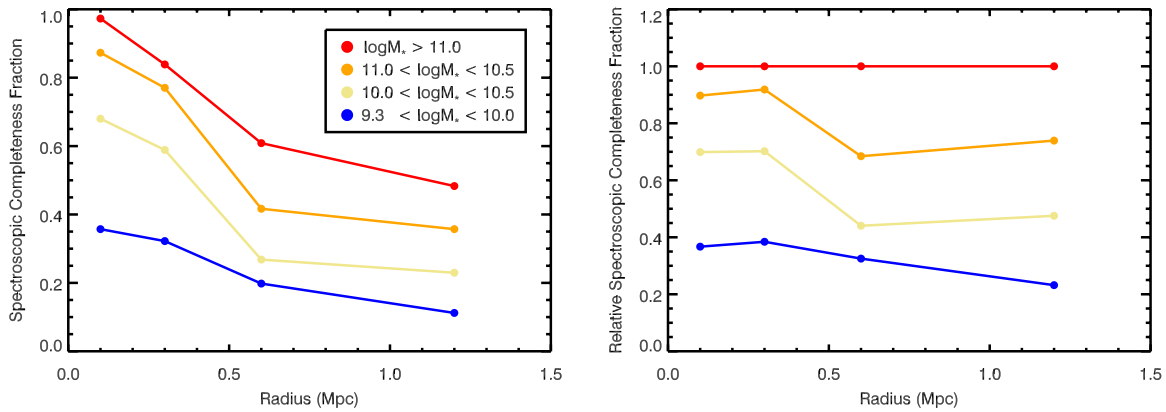 Spectroscopic Completeness Fraction
1.0
0.8
0.6
0.4
0.2
0.0
logM* > 11.0
11.0 < logM* < 10.5
10.0 < logM* < 10.5
9.3 < logM* < 10.0
0.0 0.5 1.0 1.5
Radius (Mpc)
Relative Spectroscopic Completeness Fraction
1.2
1.0
0.8
0.6
0.4
0.2
0.0
0.0 0.5 1.0 1.5
Radius (Mpc)